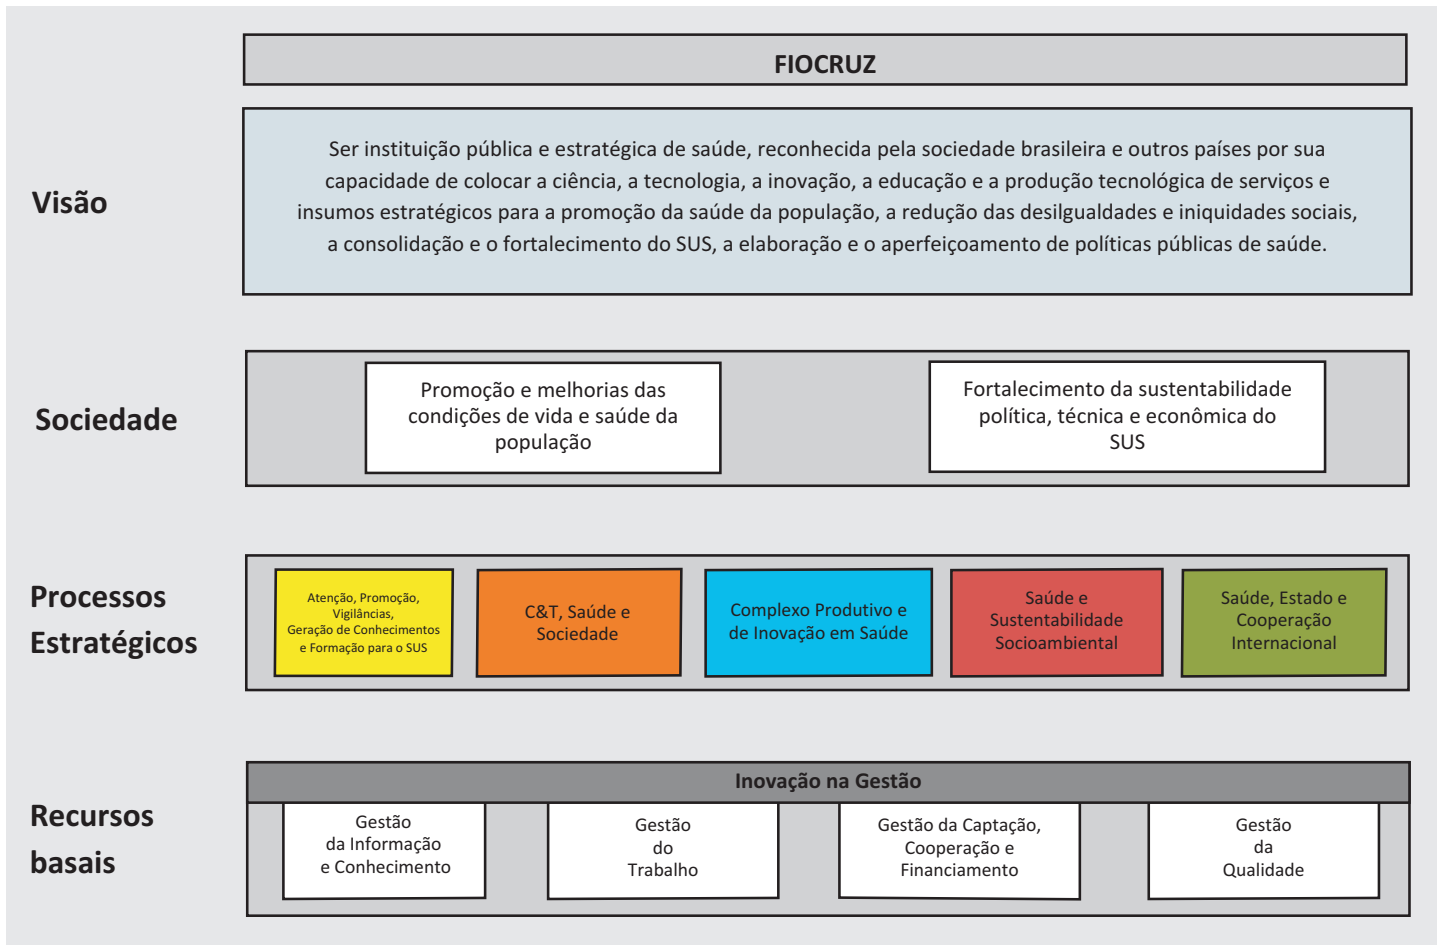 FIOCRUZ
Visão
Ser instituição pública e estratégica de saúde, reconhecida pela sociedade brasileira e outros países por sua
capacidade de colocar a ciência, a tecnologia, a inovação, a educação e a produção tecnológica de serviços e
insumos estratégicos para a promoção da saúde da população, a redução das desilgualdades e iniquidades sociais,
a consolidação e o fortalecimento do SUS, a elaboração e o aperfeiçoamento de políticas públicas de saúde.
Sociedade
Promoção e melhorias das
condições de vida e saúde da
população
Fortalecimento da sustentabilidade
política, técnica e econômica do
SUS
Processos
Estratégicos
Atenção, Promoção,
Vigilâncias,
Geração de Conhecimentos
e Formação para o SUS
C&T, Saúde e
Sociedade
Complexo Produtivo e
de Inovação em Saúde
Saúde e
Sustentabilidade
Socioambiental
Saúde, Estado e
Cooperação
Internacional
Recursos
basais
Inovação na Gestão
Gestão
da Informação
e Conhecimento
Gestão
do
Trabalho
Gestão da Captação,
Cooperação e
Financiamento
Gestão
da
Qualidade